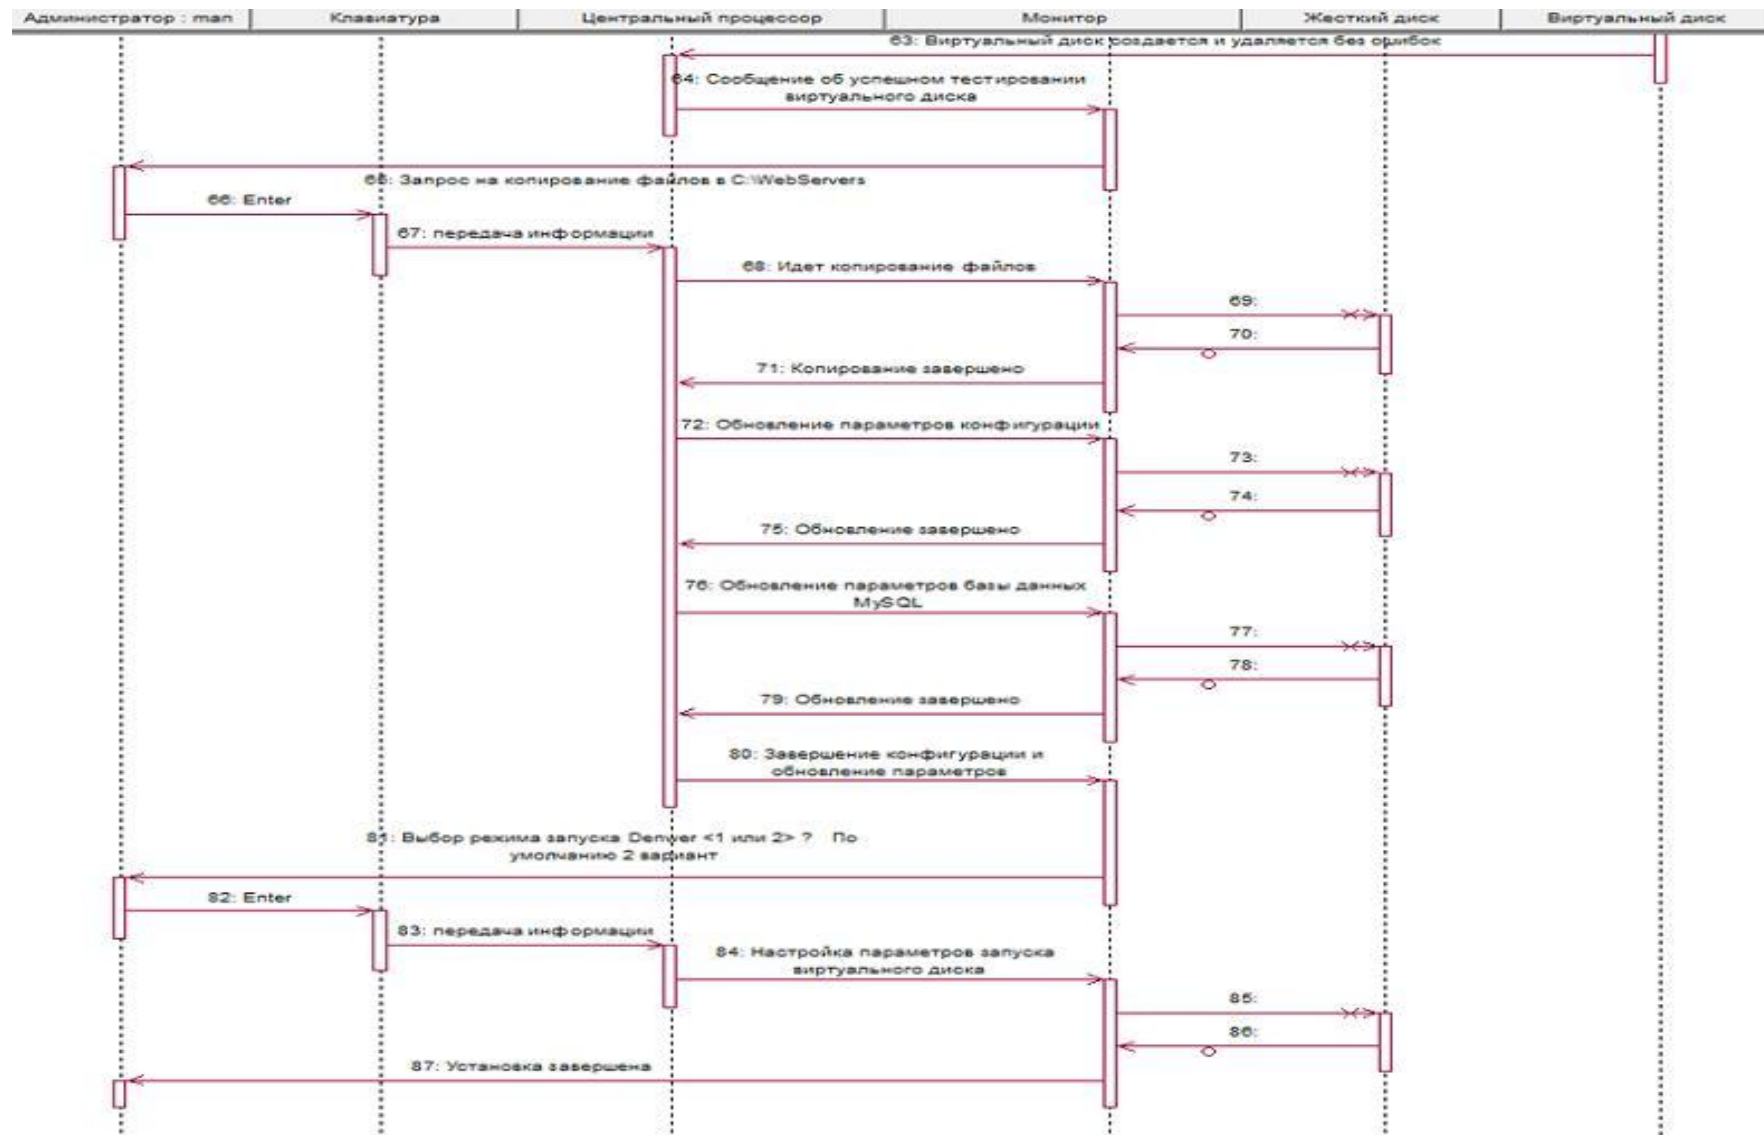 Администратор : man
Клавиатура
Центральный процессор
Монитор
Жесткий диск
Виртуальный диск
63: Виртуальный диск создается и удаляется без ошибок
64: Сообщение об успешном тестировании
виртуального диска
65: Запрос на копирование файлов в C:\WebServers
66: Enter
67: передача информации
68: Идет копирование файлов
69:
70:
71: Копирование завершено
72: Обновление параметров конфигурации
73:
74:
75: Обновление завершено
76: Обновление параметров базы данных
MySQL
77:
78:
79: Обновление завершено
80: Завершение конфигурации и
обновление параметров
81: Выбор режима запуска Denwer <1 или 2> ? По
умолчанию 2 вариант
82: Enter
83: передача информации
84: Настройка параметров запуска
виртуального диска
85:
86:
87: Установка завершена